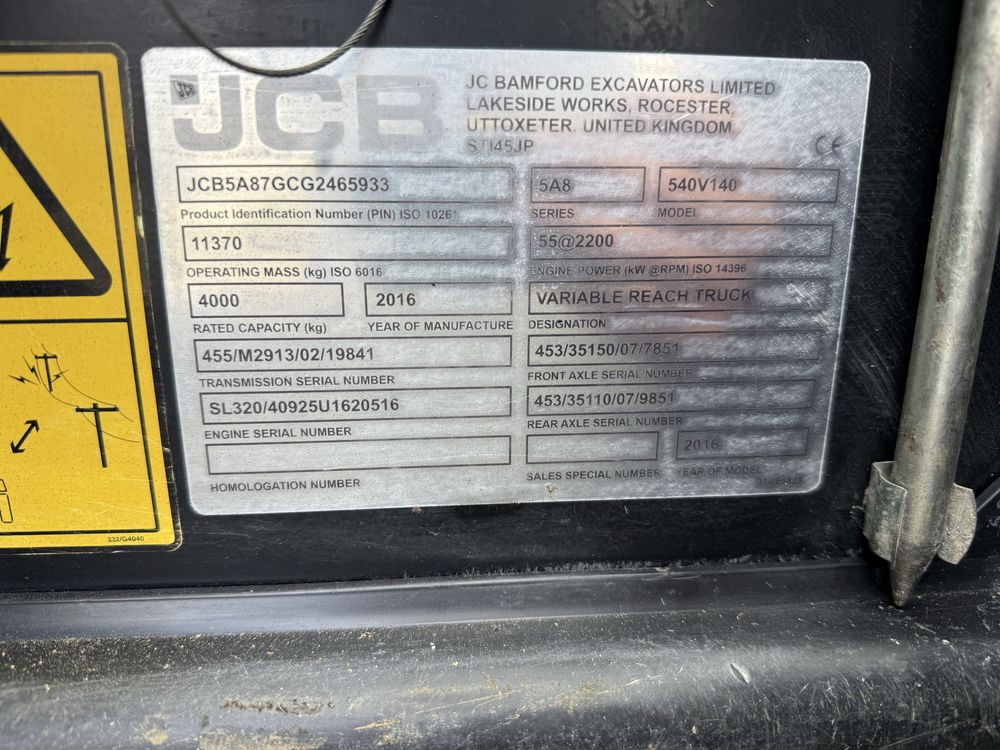 JCB
JCB
JC BAMFORD EXCAVATORS LIMITED
LAKESIDE WORKS, ROCESTER,
UTTOXETER. UNITED KINGDOM
ST145JP
CE
JCB5A87GCG2465933
5A8
540V140
Product Identification Number (PIN) ISO 10261
SERIES
MODEL
11370
55@2200
OPERATING MASS (kg) ISO 6016
ENGINE POWER (kW @RPM) ISO 14396
4000
2016
VARIABLE REACH TRUCK
RATED CAPACITY (kg)
YEAR OF MANUFACTURE
DESIGNATION
455/M2913/02/19841
453/35150/07/7851
TRANSMISSION SERIAL NUMBER
FRONT AXLE SERIAL NUMBER
SL320/40925U1620516
453/35110/07/9851
ENGINE SERIAL NUMBER
REAR AXLE SERIAL NUMBER
2016
HOMOLOGATION NUMBER
SALES SPECIAL NUMBER
YEAR OF MODEL
332/G4040